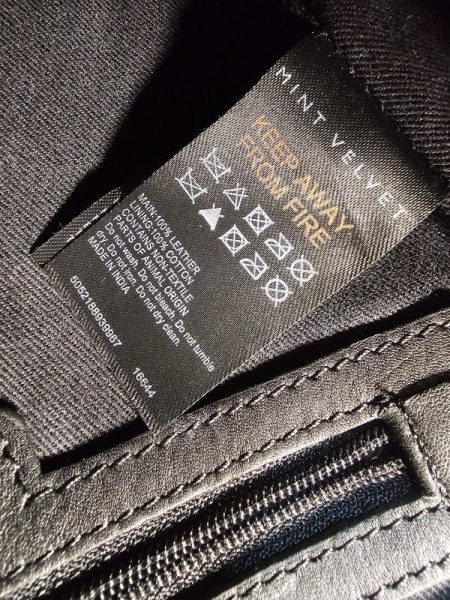 MINT VELVET
KEEP AWAY
FROM FIRE
MAIN:100% LEATHER
LINING:100% COTTON
CONTAINS NON-TEXTILE
PARTS OF ANIMAL ORIGIN
Do not wash. Do not bleach. Do not tumble
dry. Do not iron. Do not dry clean.
MADE IN INDIA
5052188939967
16644